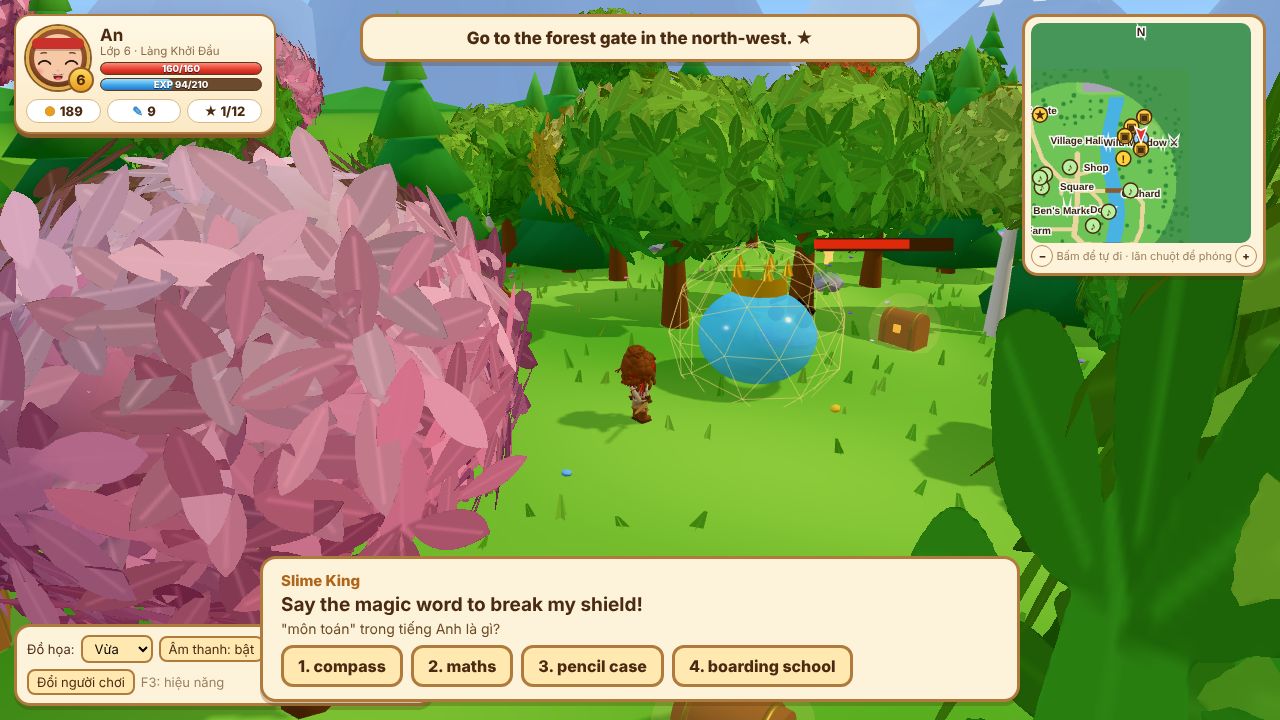 An
Lớp 6 · Làng Khởi Đầu
160/160
EXP 94/210
6
189
9
★ 1/12
Go to the forest gate in the north-west. ★
N
Village Hall
Shop
Square
Ben's Marke
arm
− Bấm để tự đi · lăn chuột để phóng +
Đồ họa: Vừa Âm thanh: bật
Đổi người chơi F3: hiệu năng
Slime King
Say the magic word to break my shield!
"môn toán" trong tiếng Anh là gì?
1. compass
2. maths
3. pencil case
4. boarding school